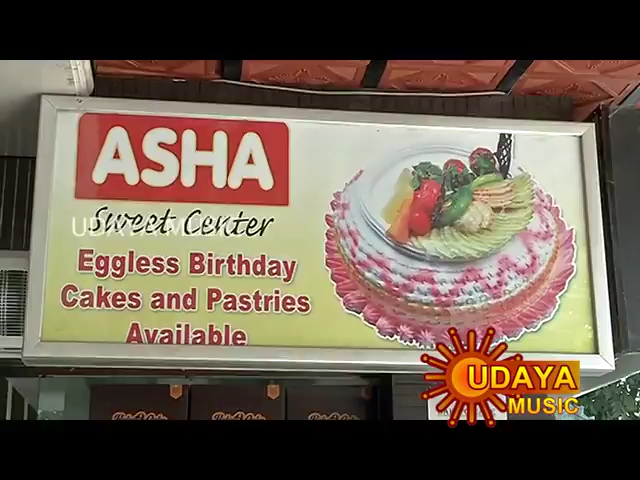 ASHA
Sweet Center
Eggless Birthday
Cakes and Pastries
Available
UDAYA
MUSIC